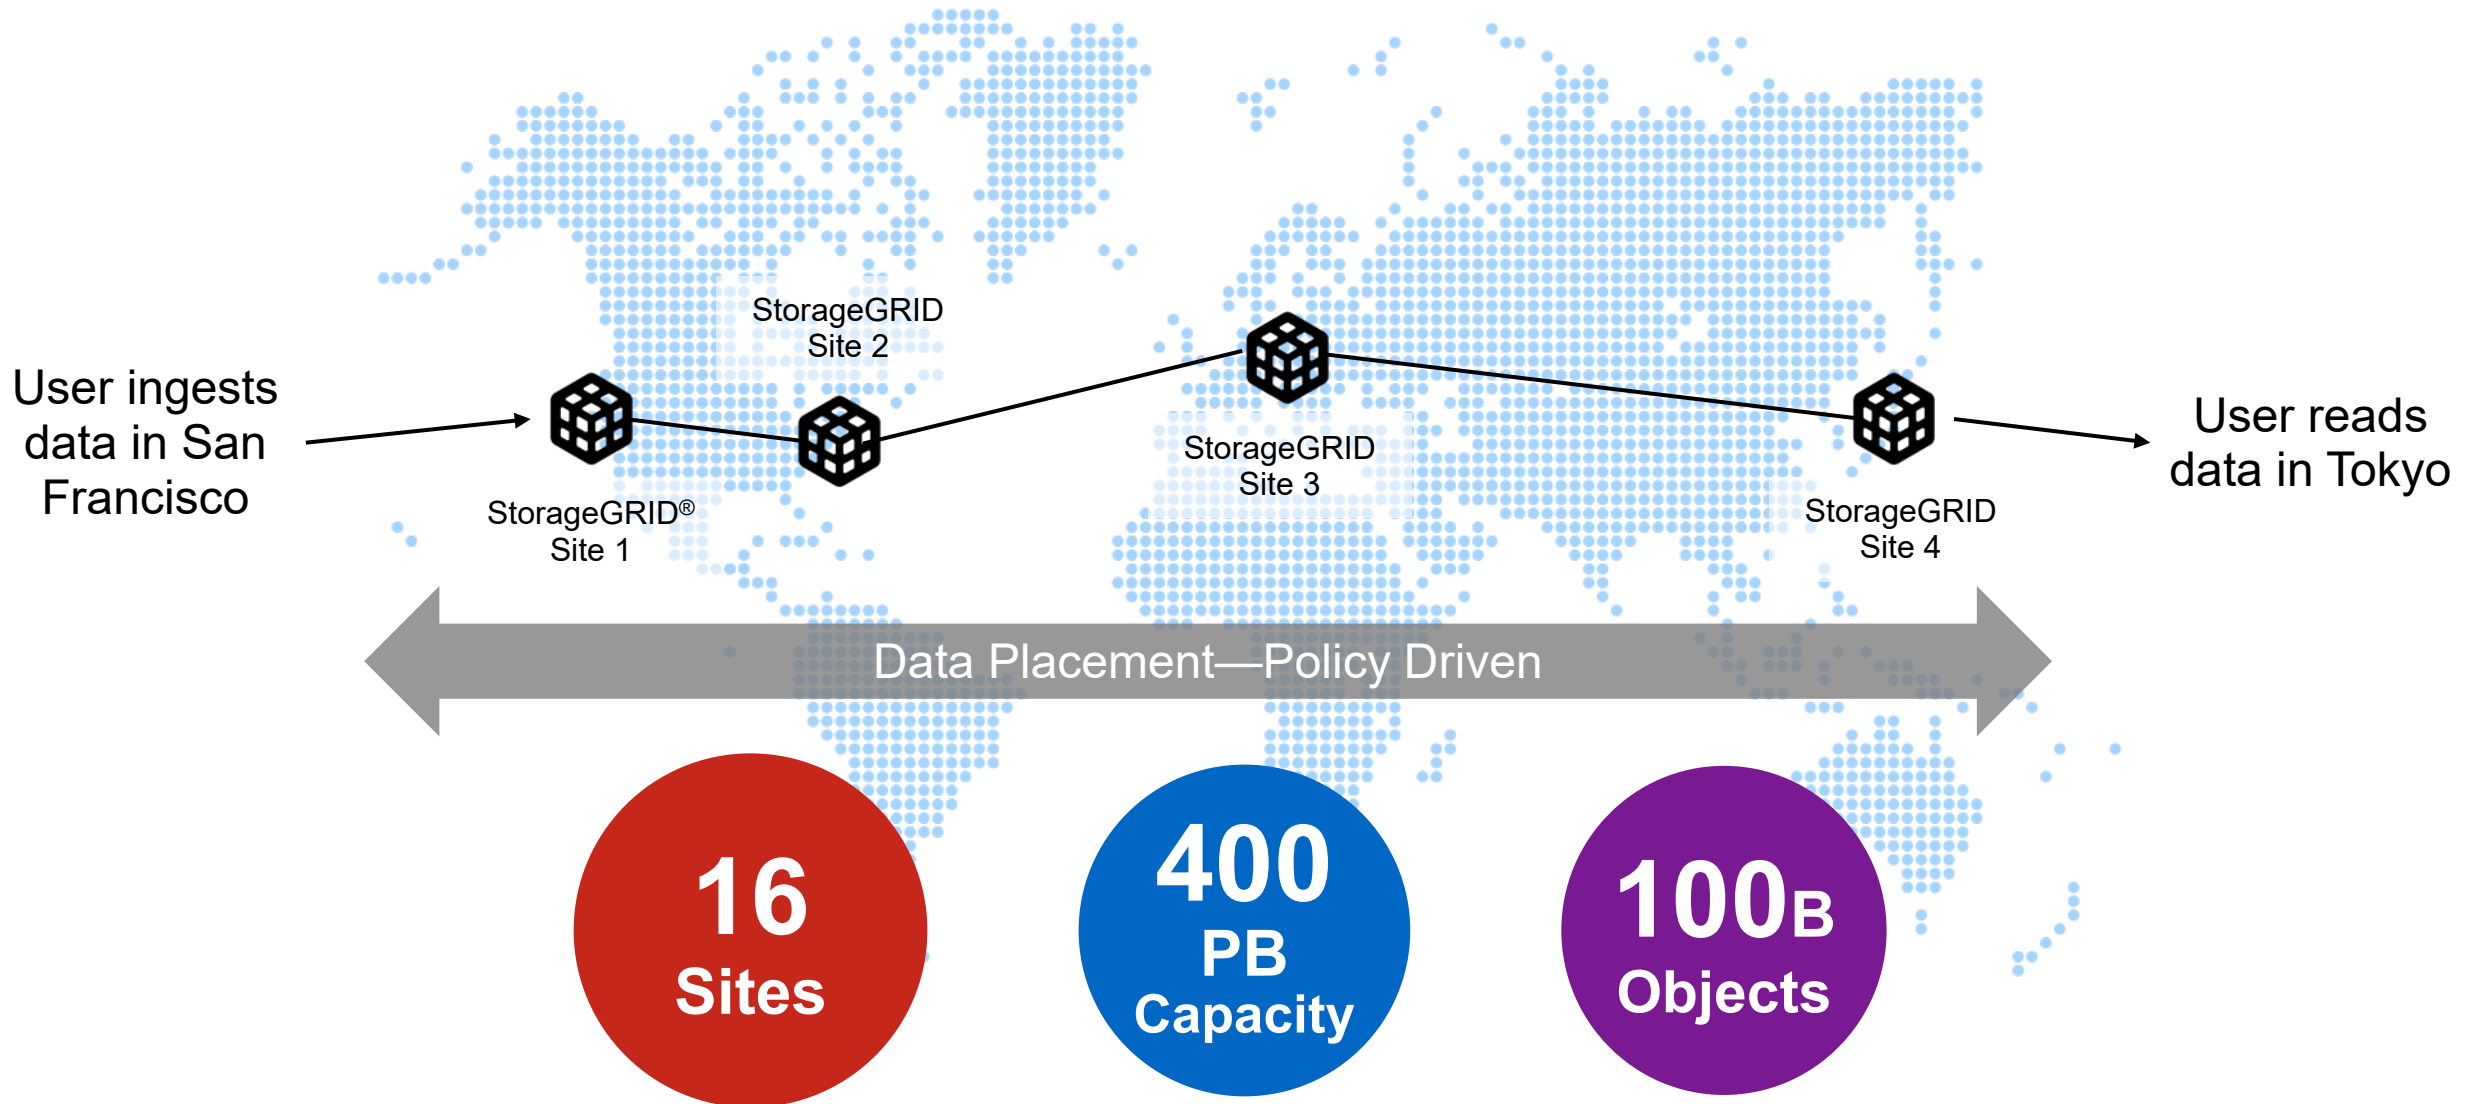 StorageGRID
Site 2
User ingests
data in San
Francisco
StorageGRID®
Site 1
StorageGRID
Site 3
StorageGRID
Site 4
User reads
data in Tokyo
Data Placement—Policy Driven
16
Sites
400
PB
Capacity
100B
Objects